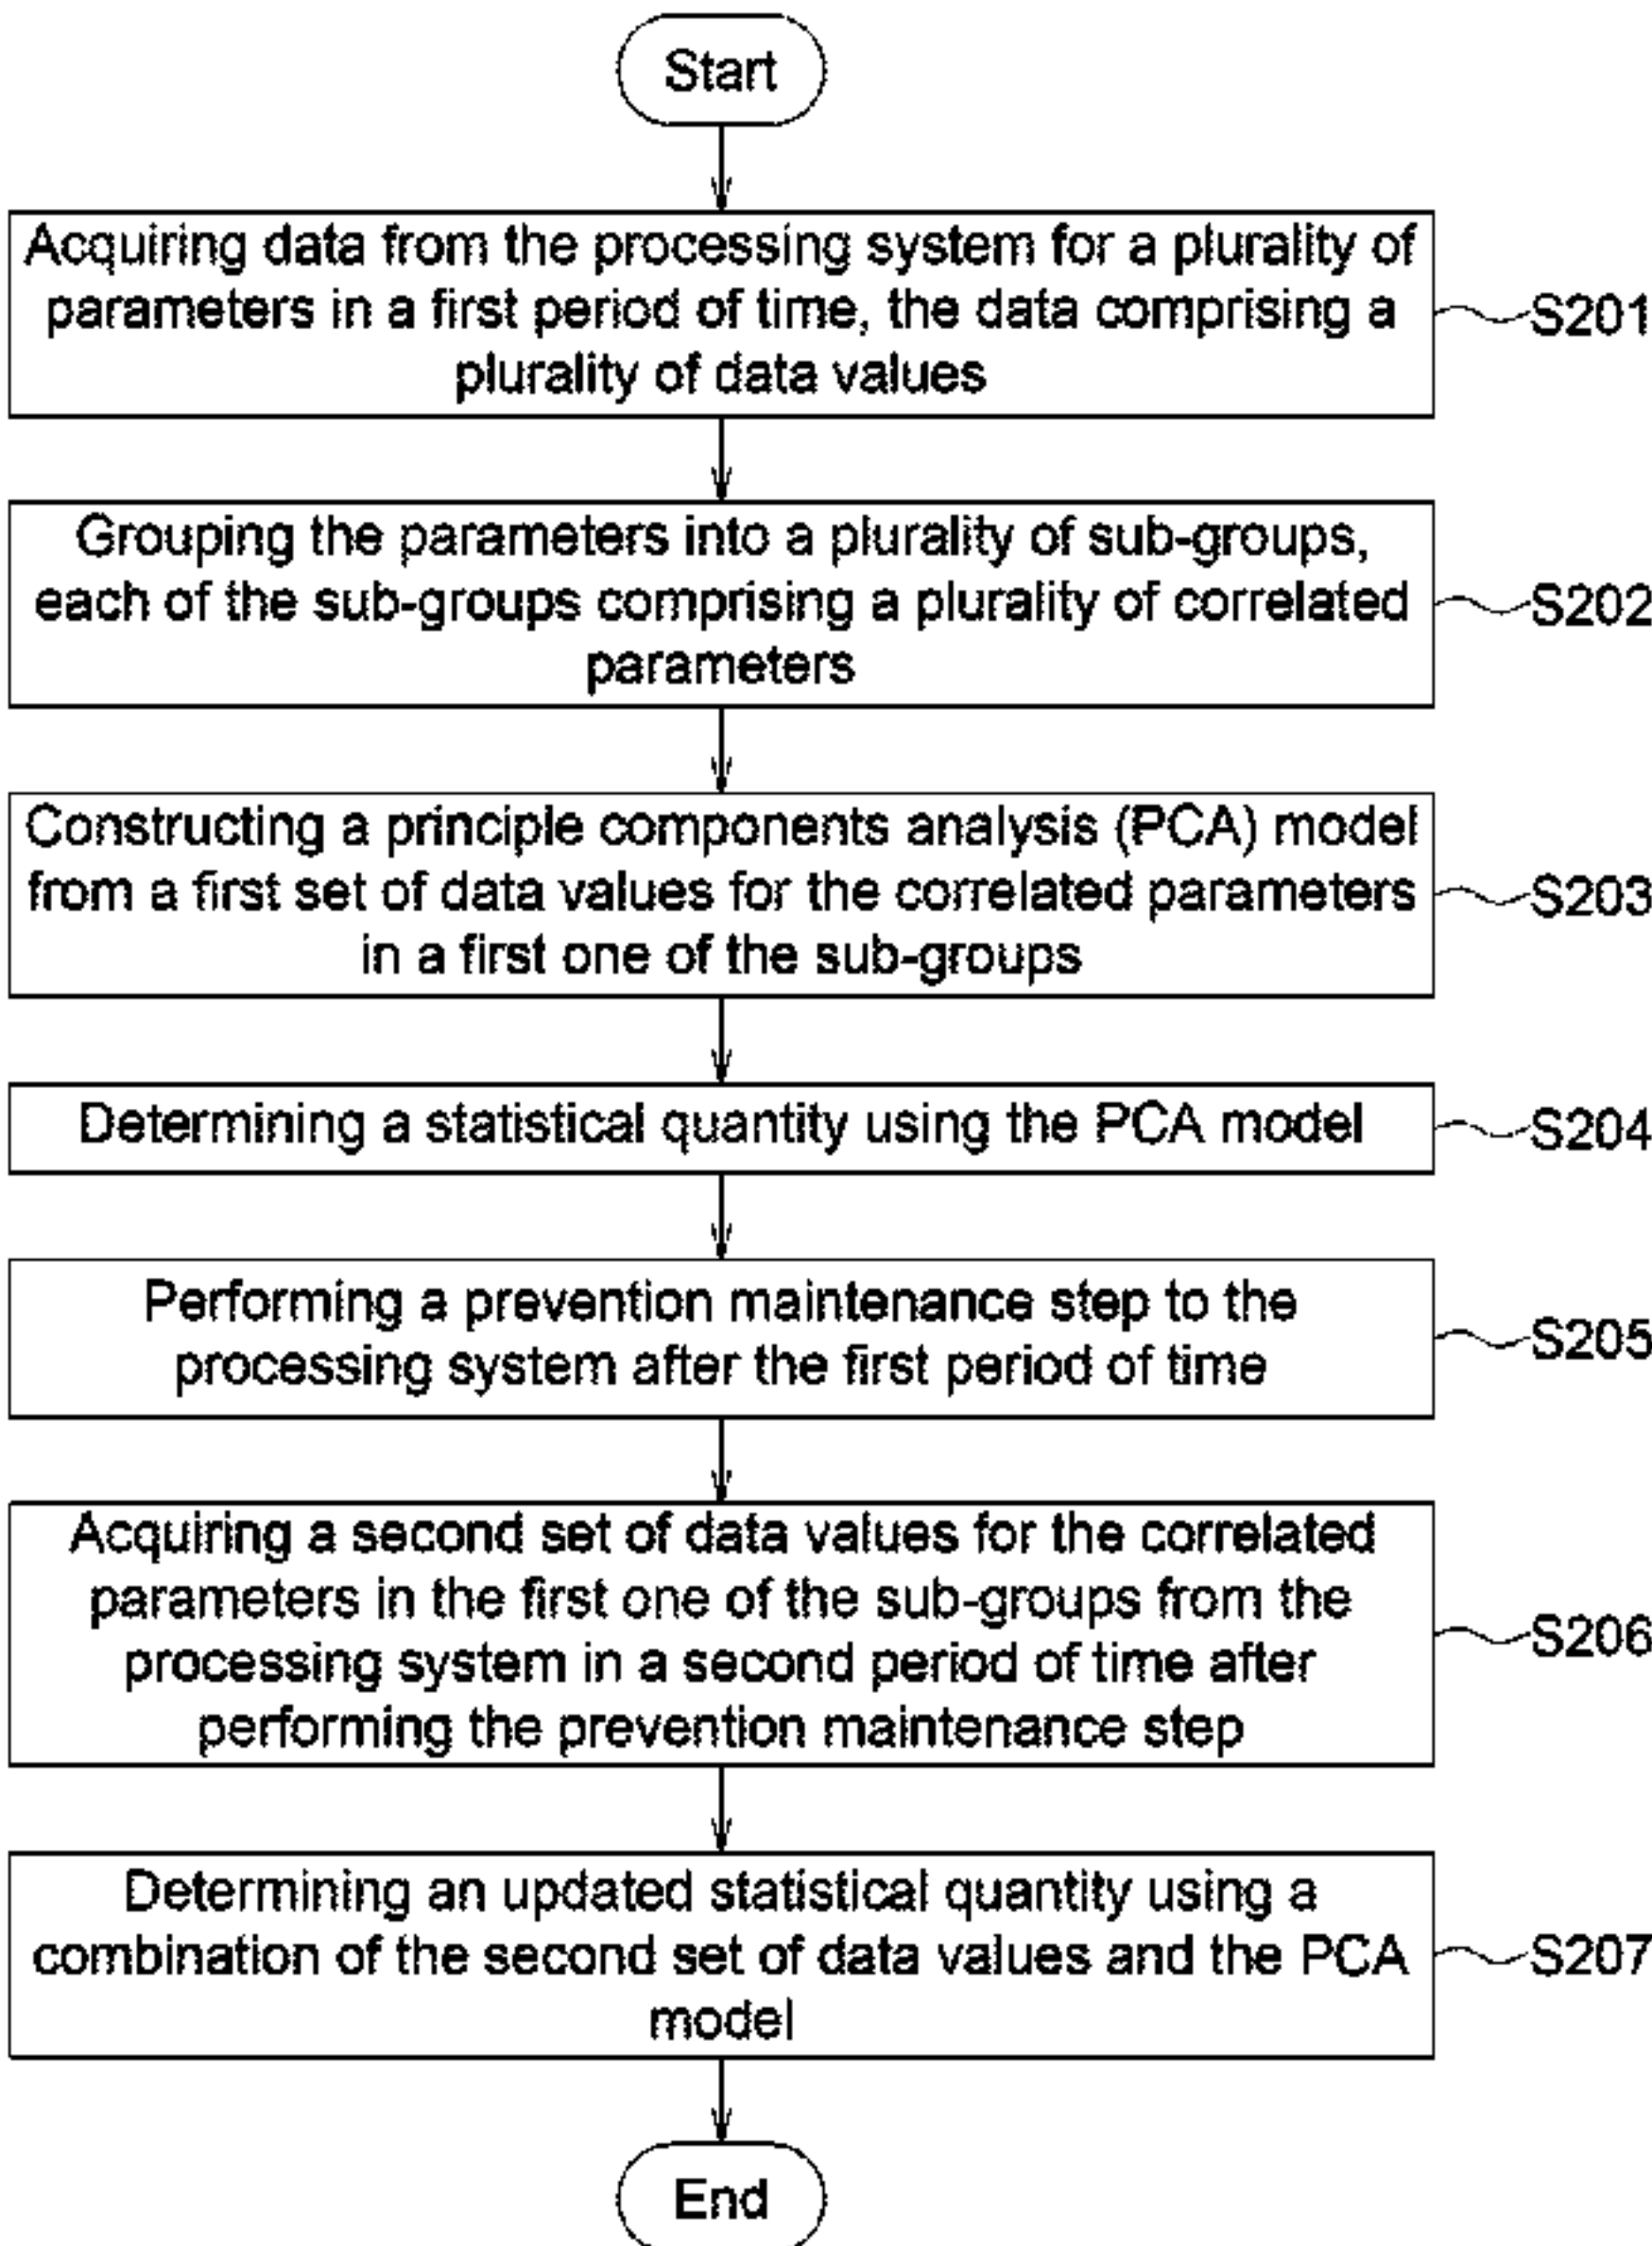 Start
Acquiring data from the processing system for a plurality of
parameters in a first period of time, the data comprising a
plurality of data values
S201
Grouping the parameters into a plurality of sub-groups,
each of the sub-groups comprising a plurality of correlated
parameters
S202
Constructing a principle components analysis (PCA) model
from a first set of data values for the correlated parameters
in a first one of the sub-groups
S203
Determining a statistical quantity using the PCA model
S204
Performing a prevention maintenance step to the
processing system after the first period of time
S205
Acquiring a second set of data values for the correlated
parameters in the first one of the sub-groups from the
processing system in a second period of time after
performing the prevention maintenance step
S206
Determining an updated statistical quantity using a
combination of the second set of data values and the PCA
model
S207
End